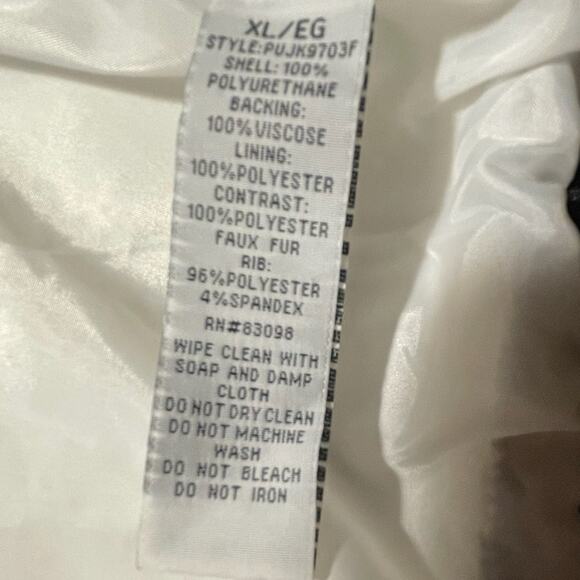 XL/EG
STYLE:PUJK9703F
SHELL: 100%
POLYURETHANE
BACKING:
100%VISCOSE
LINING:
100%POLYESTER
CONTRAST:
100%POLYESTER
FAUX FUR
RIB:
96%POLYESTER
4%SPANDEX
RN#83098
WIPE CLEAN WITH
SOAP AND DAMP
CLOTH
DO NOT DRY CLEAN
DO NOT MACHINE
WASH
DO NOT BLEACH
DO NOT IRON